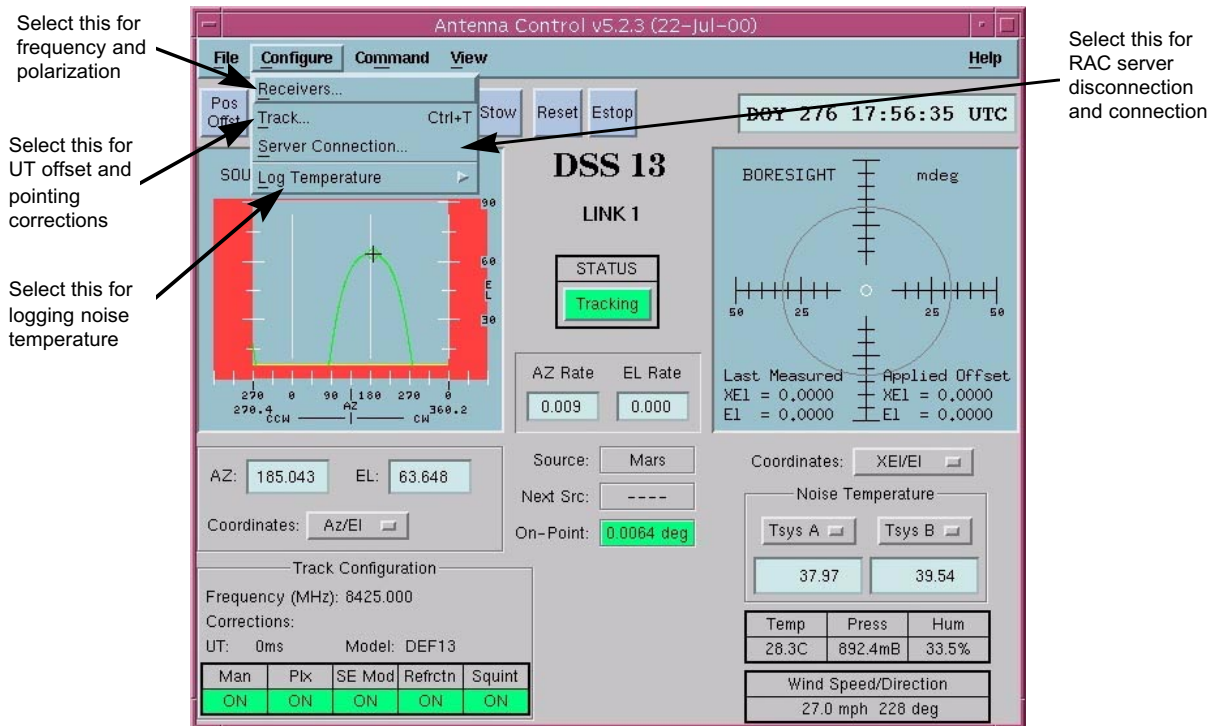 Select this for
frequency and
polarization
Select this for
UT offset and
pointing
corrections
Select this for
logging noise
temperature
Select this for
RAC server
disconnection
and connection
Antenna Control v5.2.3 (22-Jul-00)
File Configure Command View Help
Receivers...
Track... Ctrl+T
Server Connection...
Log Temperature
Pos
Offst
Stow Reset Estop
DOY 276 17:56:35 UTC
SOU
90
60
E
L
30
270 0 90 180 270 0
270.4 AZ 360.2
CCW CW
DSS 13
LINK 1
STATUS
Tracking
AZ Rate EL Rate
0.009 0.000
BORESIGHT mdeg
50 25 25 50
Last Measured Applied Offset
XEl = 0.0000 XEl = 0.0000
El = 0.0000 El = 0.0000
AZ: 185.043 EL: 63.648
Coordinates: Az/El
Source: Mars
Next Src: ----
On-Point: 0.0064 deg
Coordinates: XEl/El
Noise Temperature
Tsys A Tsys B
37.97 39.54
Track Configuration
Frequency (MHz): 8425.000
Corrections:
UT: 0ms Model: DEF13
Man Plx SE Mod Refrctn Squint
ON ON ON ON ON
Temp Press Hum
28.3C 892.4mB 33.5%
Wind Speed/Direction
27.0 mph 228 deg